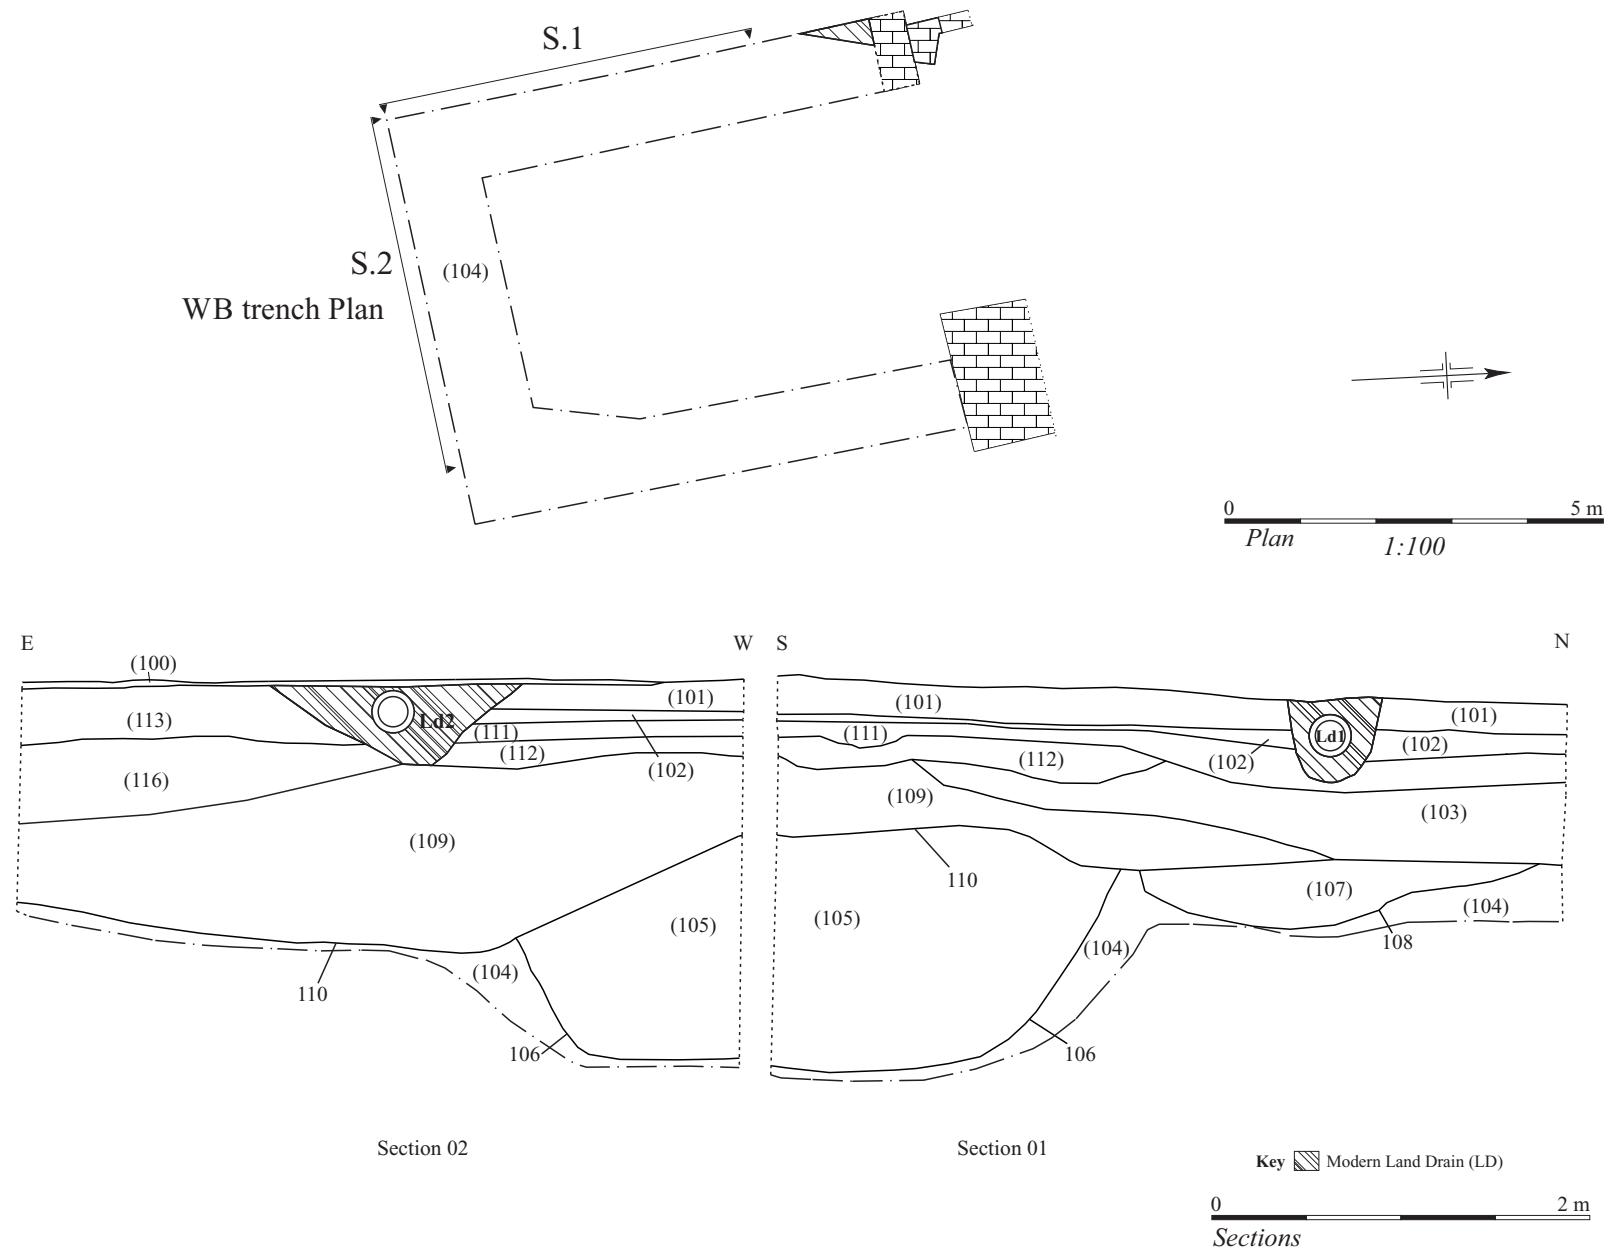 S.1
S.2
(104)
WB trench Plan
0 5 m
Plan 1:100
E W S N
(100)
(101)
(113)
Ld2
(111)
(112)
(102)
(116)
(109)
(105)
(104)
110
106
(101)
(101)
Ld1
(111)
(102)
(102)
(112)
(109)
(103)
110
(107)
(105)
(104)
(104)
108
106
Section 02
Section 01
Key Modern Land Drain (LD)
0 2 m
Sections